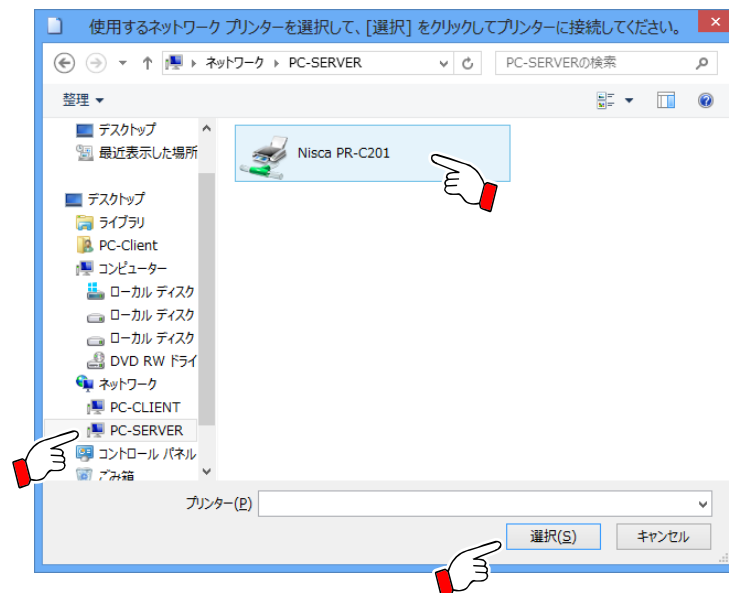 使用するネットワーク プリンターを選択して、[選択] をクリックしてプリンターに接続してください。
ネットワーク PC-SERVER PC-SERVERの検索
整理
デスクトップ
最近表示した場所
デスクトップ
ライブラリ
PC-Client
コンピューター
ローカル ディスク
ローカル ディスク
ローカル ディスク
DVD RW ドライ
ネットワーク
PC-CLIENT
PC-SERVER
コントロール パネル
ごみ箱
Nisca PR-C201
プリンター(P)
選択(S) キャンセル